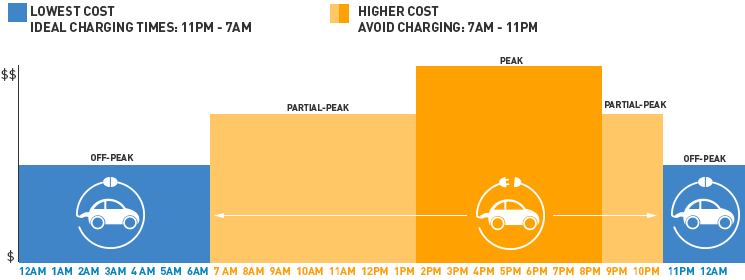 LOWEST COST
IDEAL CHARGING TIMES: 11PM - 7AM
HIGHER COST
AVOID CHARGING: 7AM - 11PM
$$
PEAK
PARTIAL-PEAK
PARTIAL-PEAK
OFF-PEAK
OFF-PEAK
$
12AM 1AM 2AM 3AM 4 AM 5AM 6AM 7 AM 8AM 9AM 10AM 11AM 12PM 1PM 2PM 3PM 4PM 5PM 6PM 7PM 8PM 9PM 10PM 11PM 12AM